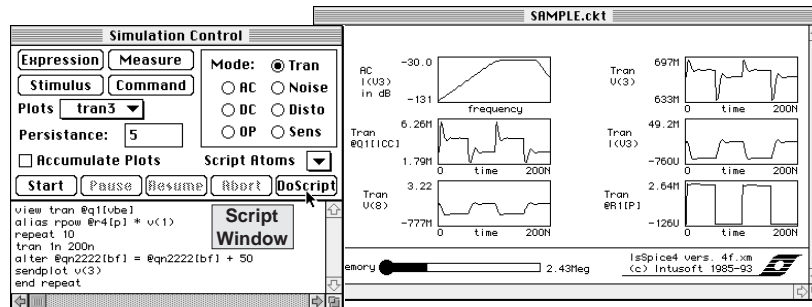 Simulation Control
Expression
Measure
Stimulus
Command
Mode:
Tran
AC
Noise
DC
Disto
OP
Sens
Plots
tran3
Persistance:
5
Accumulate Plots
Script Atoms
Start
Pause
Resume
Abort
DoScript
view tran @q1[vbe]
alias rpow @r4[p] * v(1)
repeat 10
tran 1n 200n
alter @qn2222[bf] = @qn2222[bf] + 50
sendplot v(3)
end repeat
Script
Window
SAMPLE.ckt
AC
I(V3)
in dB
-30.0
-131
frequency
Tran
V(3)
697M
633M
0 time 200N
Tran
@Q1[ICC]
6.26M
1.79M
0 time 200N
Tran
I(V3)
49.2M
-760U
0 time 200N
Tran
V(8)
3.22
-777M
0 time 200N
Tran
@R1[P]
2.64M
-126U
0 time 200N
emory
2.43Meg
IsSpice4 vers. 4f.xm
(c) Intusoft 1985-93